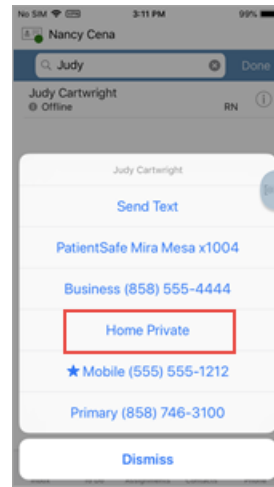 No SIM 3:11 PM 99%
Nancy Cena
Judy Done
Judy Cartwright
Offline RN
Judy Cartwright
Send Text
PatientSafe Mira Mesa x1004
Business (858) 555-4444
Home Private
★ Mobile (555) 555-1212
Primary (858) 746-3100
Dismiss